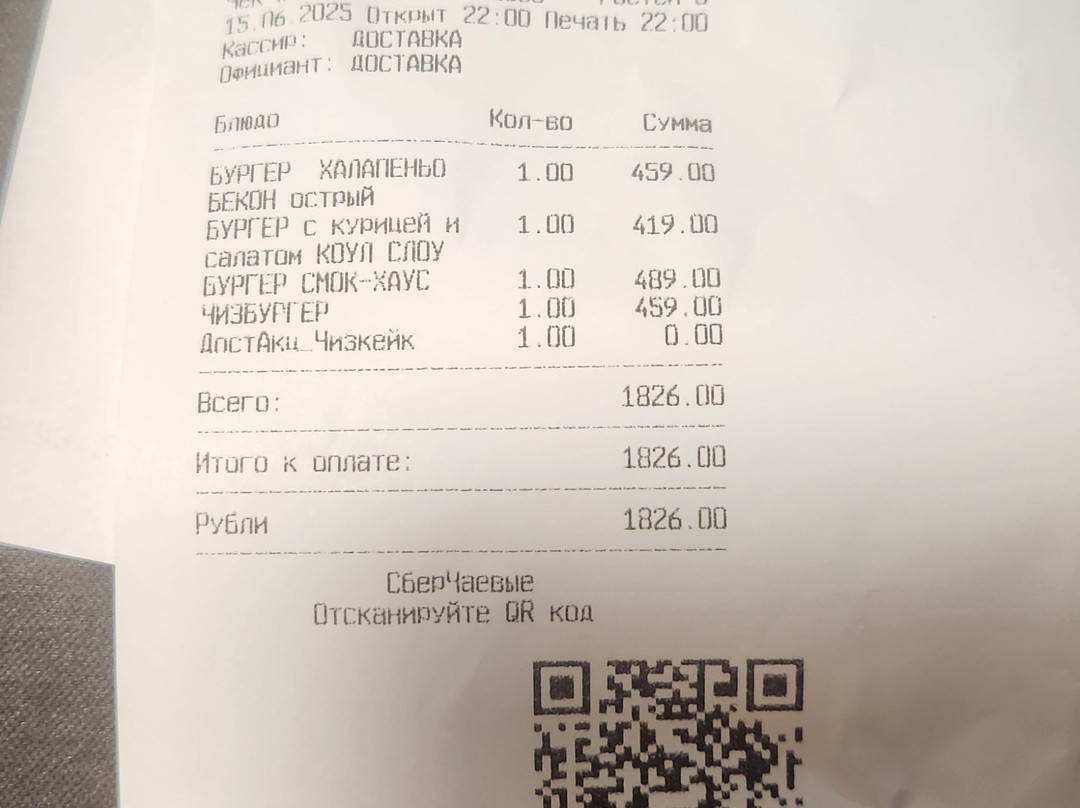 15.06.2025 Открыт 22:00 Печать 22:00
Кассир: ДОСТАВКА
Официант: ДОСТАВКА
Блюдо Кол-во Сумма
БУРГЕР ХАЛАПЕНЬО 1.00 459.00
БЕКОН острый
БУРГЕР с курицей и 1.00 419.00
салатом КОУЛ СЛОУ
БУРГЕР СМОК-ХАУС 1.00 489.00
ЧИЗБУРГЕР 1.00 459.00
ДостАкц_Чизкейк 1.00 0.00
Всего: 1826.00
Итого к оплате: 1826.00
Рубли 1826.00
СберЧаевые
Отсканируйте QR код